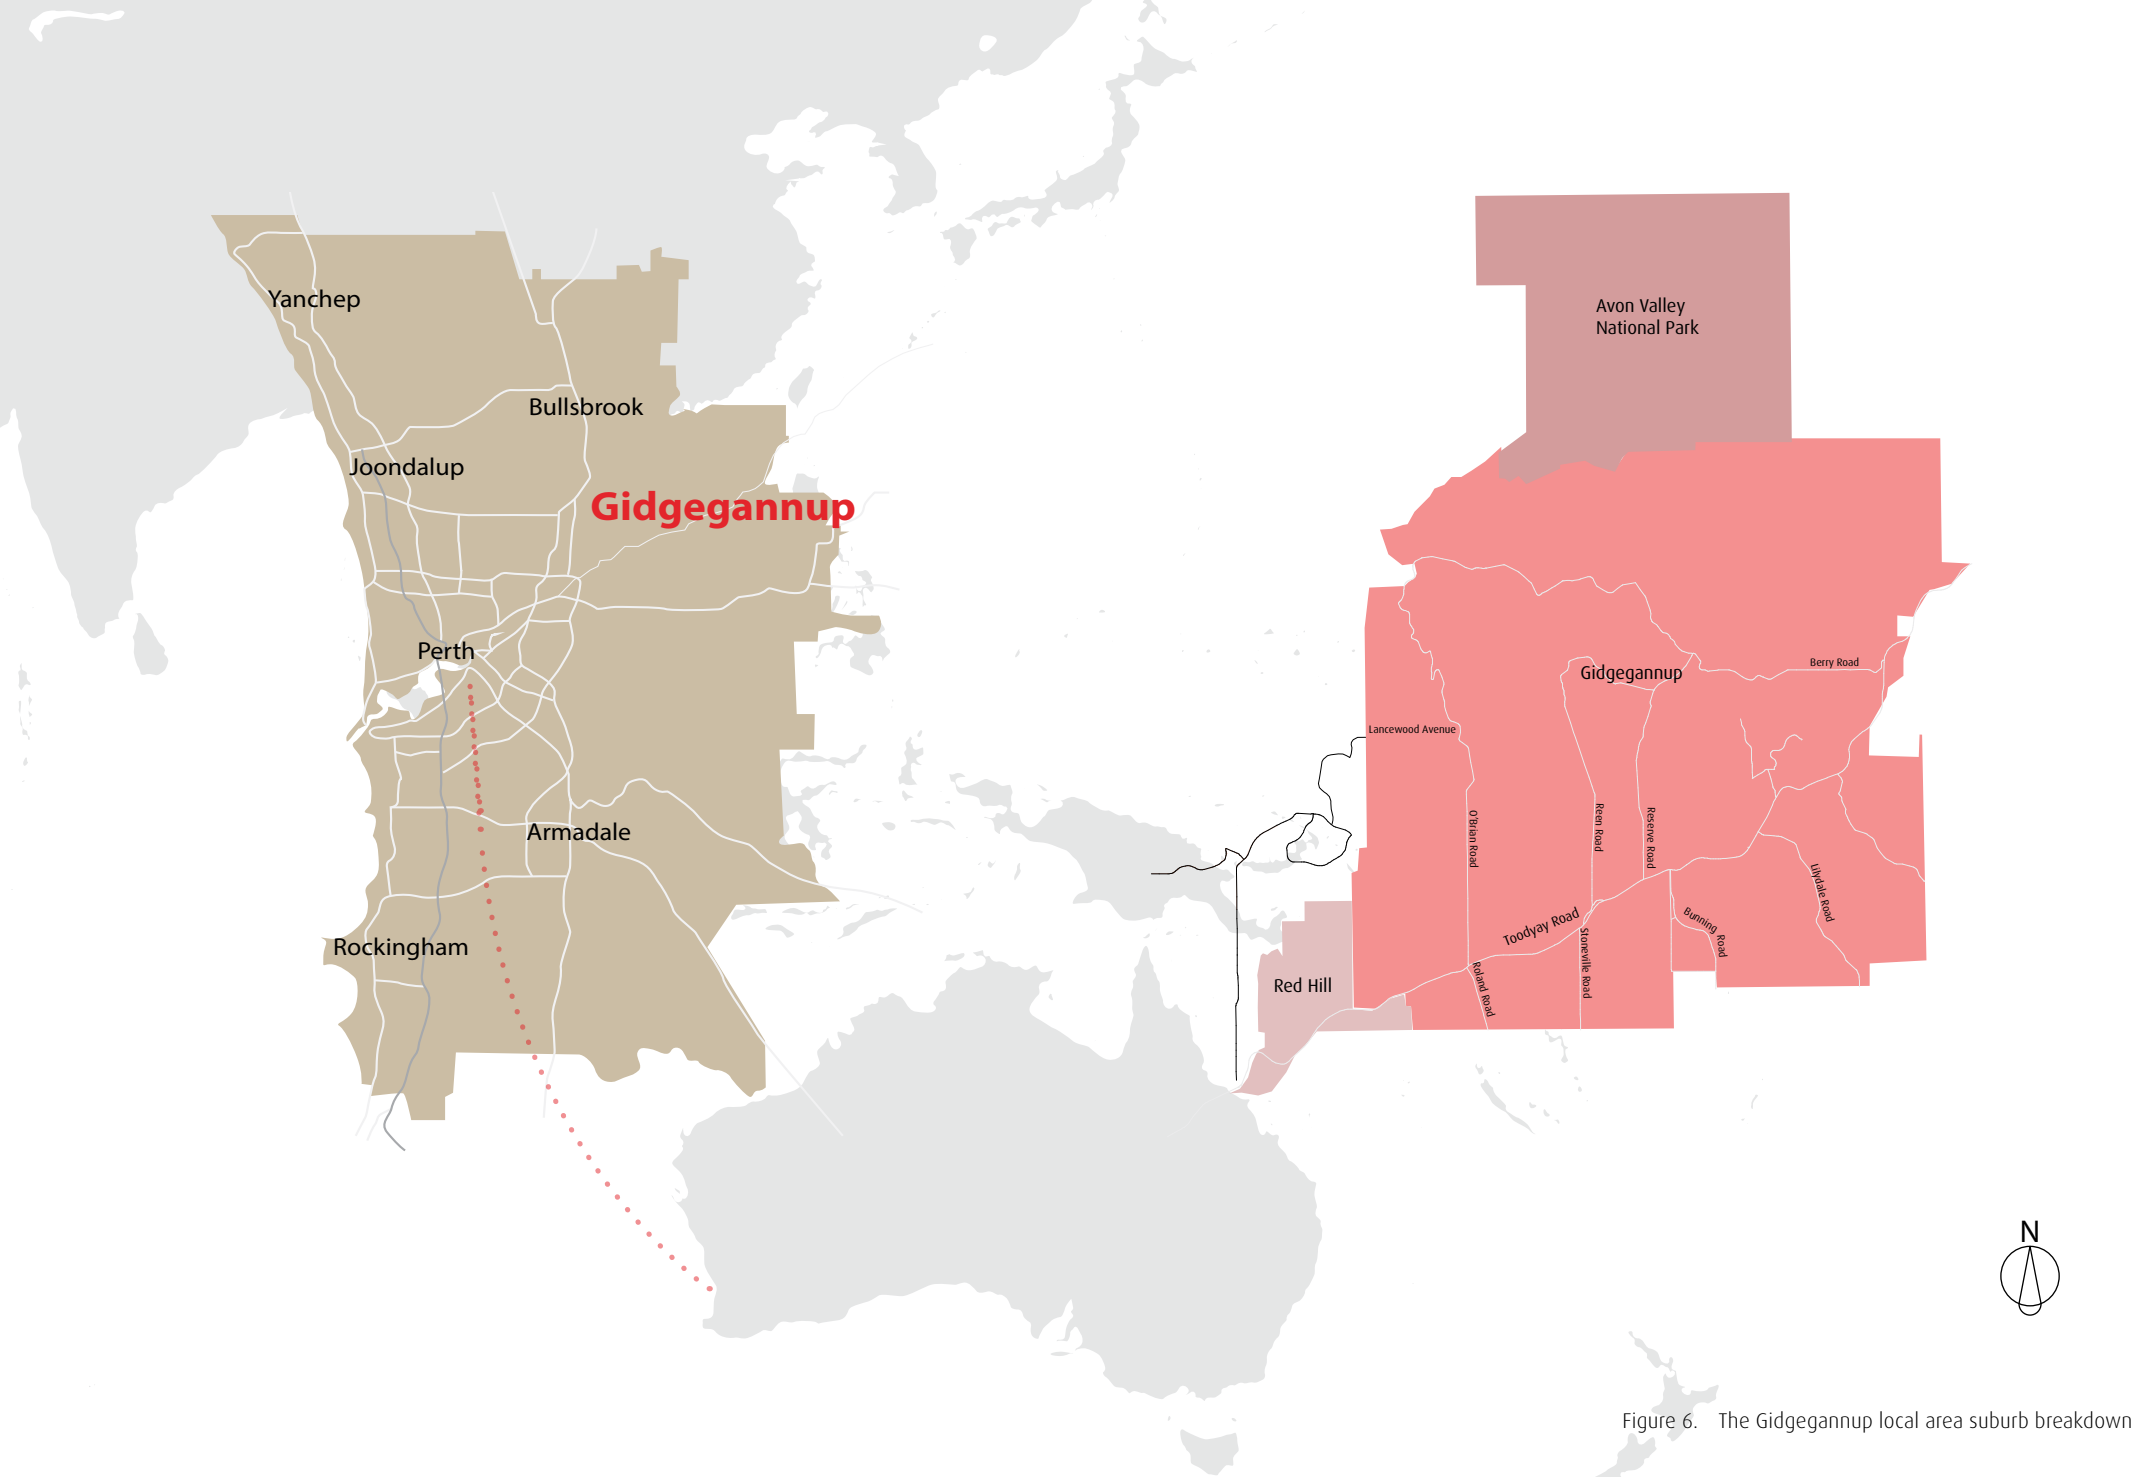 Yanchep
Bullsbrook
Joondalup
Gidgegannup
Perth
Armadale
Rockingham
Avon Valley
National Park
Gidgegannup
Berry Road
Lancewood Avenue
O'Brian Road
Reen Road
Reserve Road
Lilydale Road
Toodyay Road
Bunning Road
Stoneville Road
Roland Road
Red Hill
N
Figure 6. The Gidgegannup local area suburb breakdown